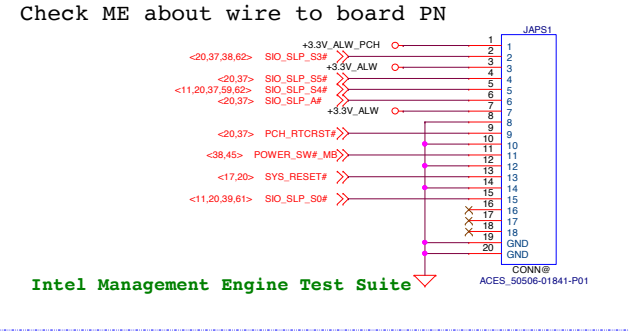 Check ME about wire to board PN
JAPS1
+3.3V_ALW_PCH 1 1
<20,37,38,62> SIO_SLP_S3# 2 2
+3.3V_ALW 3 3
<20,37> SIO_SLP_S5# 4 4
<11,20,37,59,62> SIO_SLP_S4# 5 5
<20,37> SIO_SLP_A# 6 6
+3.3V_ALW 7 7
8 8
<20,37> PCH_RTCRST# 9 9
10 10
<38,45> POWER_SW#_MB 11 11
12 12
<17,20> SYS_RESET# 13 13
14 14
<11,20,39,61> SIO_SLP_S0# 15 15
16 16
17 17
18 18
19 GND
20 GND
CONN@
Intel Management Engine Test Suite
ACES_50506-01841-P01